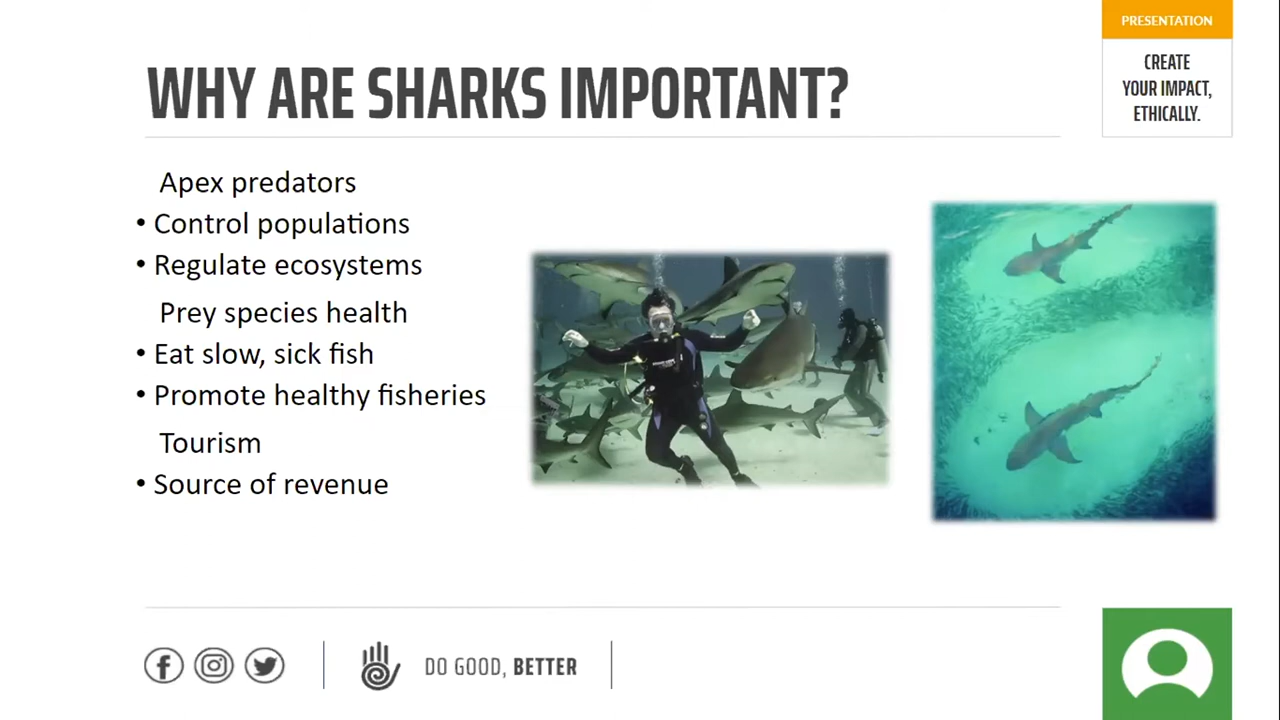 PRESENTATION
CREATE
YOUR IMPACT,
ETHICALLY.
WHY ARE SHARKS IMPORTANT?
Apex predators
• Control populations
• Regulate ecosystems
Prey species health
• Eat slow, sick fish
• Promote healthy fisheries
Tourism
• Source of revenue
DO GOOD, BETTER